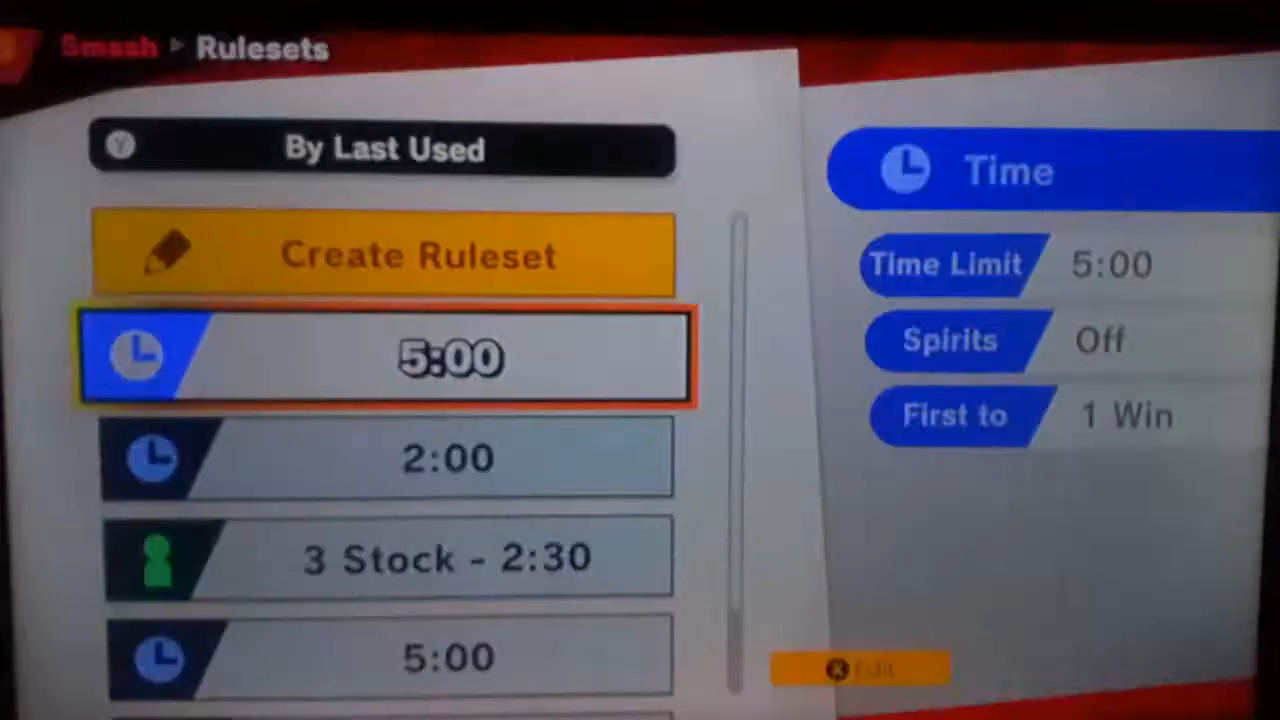 Smash ▸ Rulesets
Y By Last Used
Create Ruleset
5:00
2:00
3 Stock - 2:30
5:00
Time
Time Limit 5:00
Spirits Off
First to 1 Win
X Edit